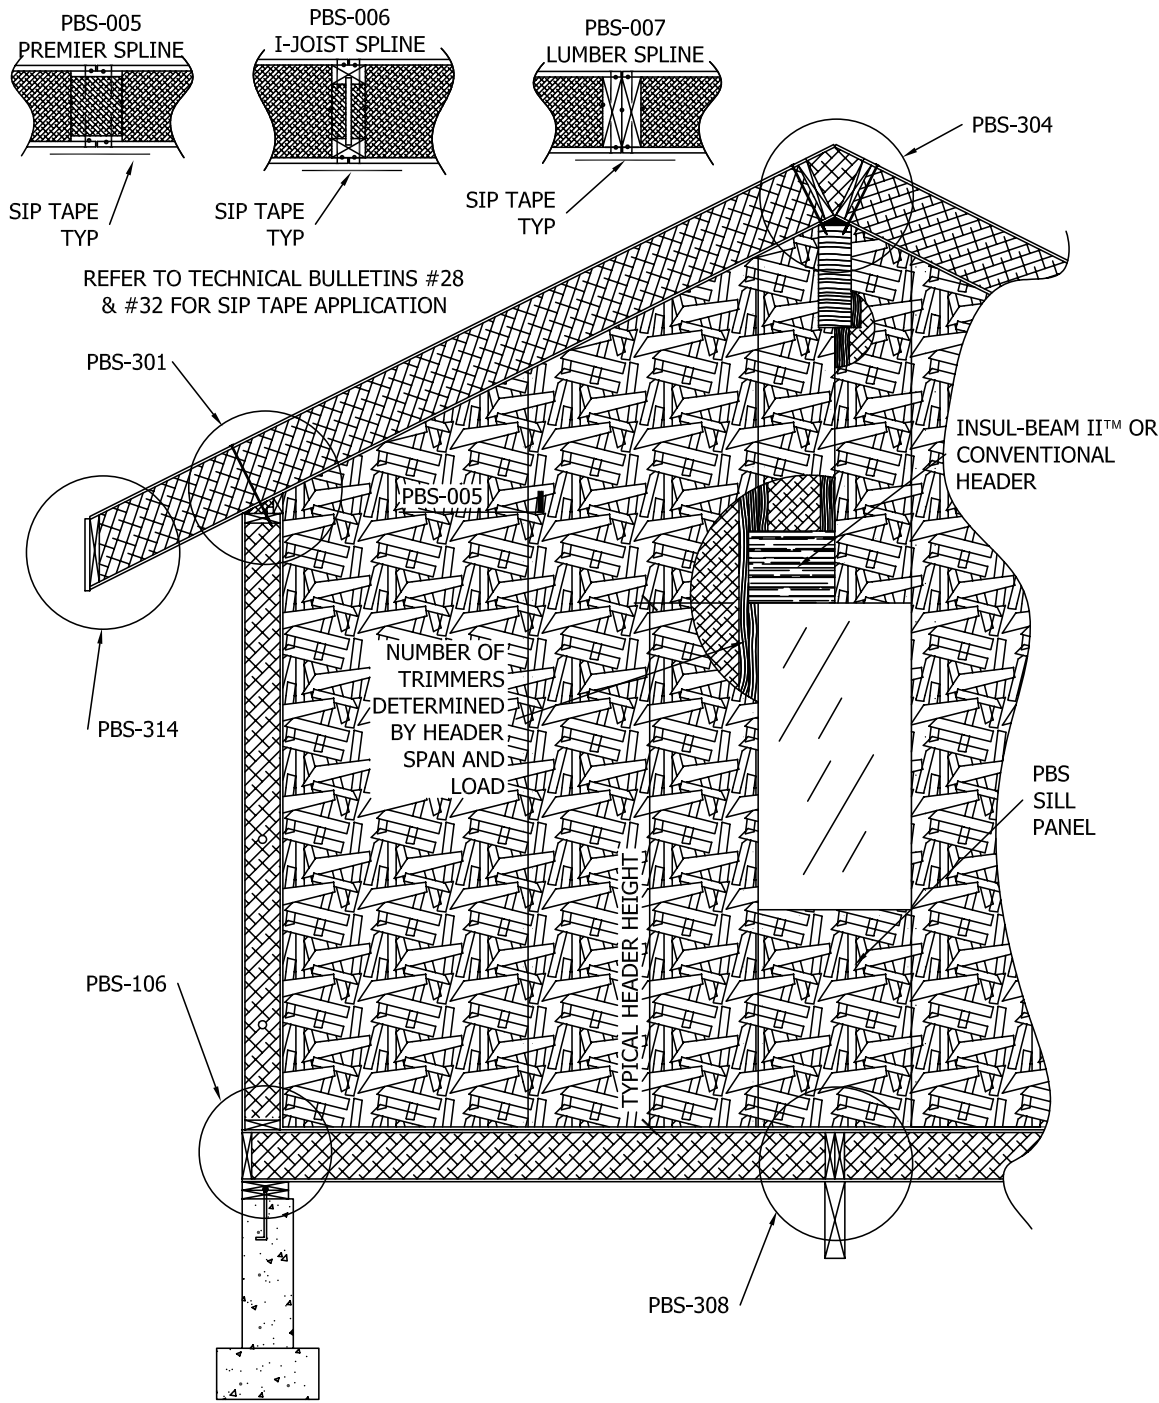 PBS-005
PREMIER SPLINE
PBS-006
I-JOIST SPLINE
PBS-007
LUMBER SPLINE
SIP TAPE
TYP
SIP TAPE
TYP
SIP TAPE
TYP
PBS-304
REFER TO TECHNICAL BULLETINS #28
& #32 FOR SIP TAPE APPLICATION
PBS-301
INSUL-BEAM II™ OR
CONVENTIONAL
HEADER
PBS-005
NUMBER OF
TRIMMERS
DETERMINED
BY HEADER
SPAN AND
LOAD
PBS-314
PBS
SILL
PANEL
TYPICAL HEADER HEIGHT
PBS-106
PBS-308